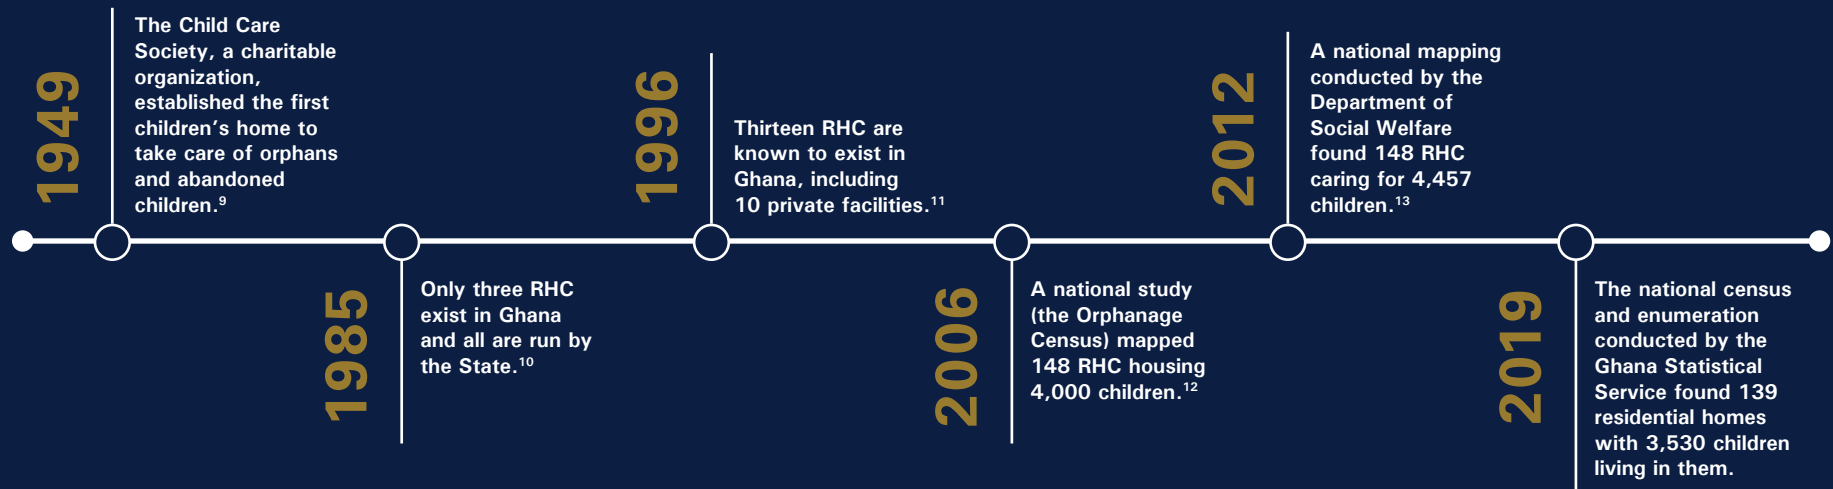 1949
The Child Care
Society, a charitable
organization,
established the first
children’s home to
take care of orphans
and abandoned
children.⁹
1985
Only three RHC
exist in Ghana
and all are run by
the State.¹⁰
1996
Thirteen RHC are
known to exist in
Ghana, including
10 private facilities.¹¹
2006
A national study
(the Orphanage
Census) mapped
148 RHC housing
4,000 children.¹²
2012
A national mapping
conducted by the
Department of
Social Welfare
found 148 RHC
caring for 4,457
children.¹³
2019
The national census
and enumeration
conducted by the
Ghana Statistical
Service found 139
residential homes
with 3,530 children
living in them.